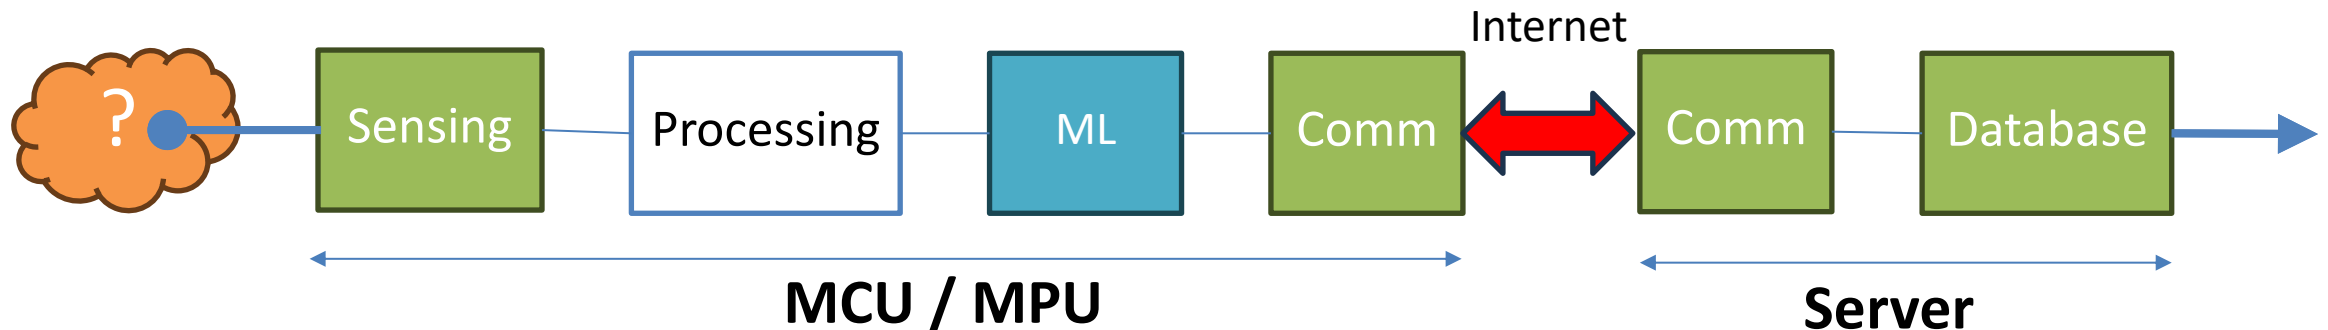 Internet
?
Sensing
Processing
ML
Comm
Comm
Database
MCU / MPU
Server